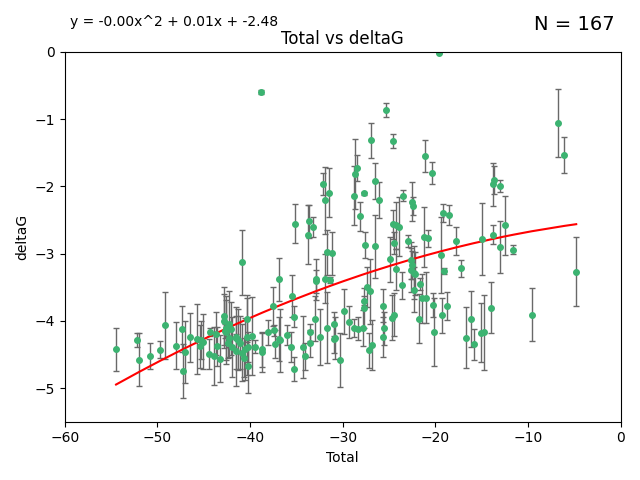 y = -0.00x^2 + 0.01x + -2.48
N = 167
Total vs deltaG
0
−1
−2
−3
−4
−5
deltaG
−60 −50 −40 −30 −20 −10 0
Total